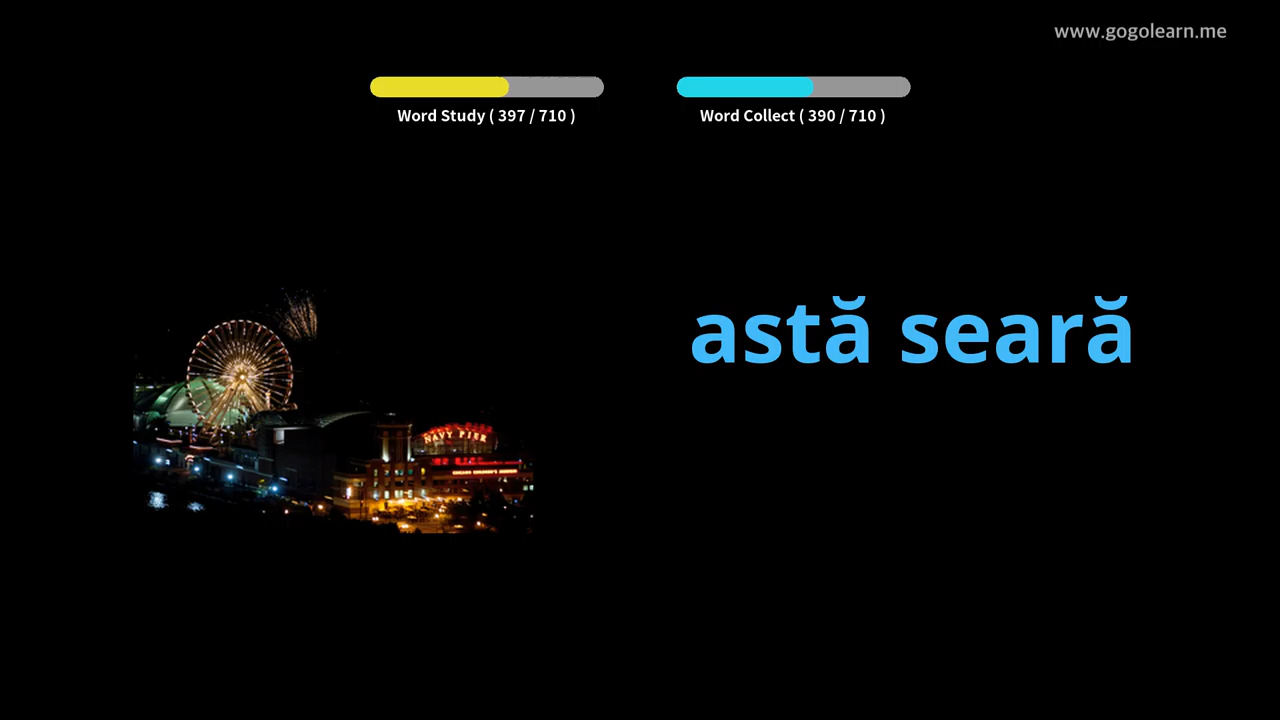 www.gogolearn.me
Word Study ( 397 / 710 )
Word Collect ( 390 / 710 )
astă seară
NAVY PIER